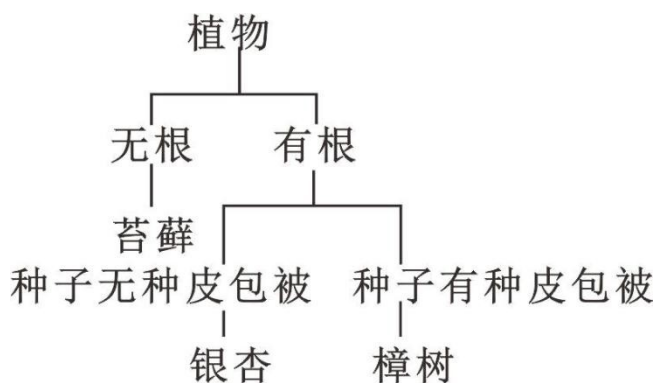 植物
无根 有根
苔藓
种子无种皮包被 种子有种皮包被
银杏 樟树